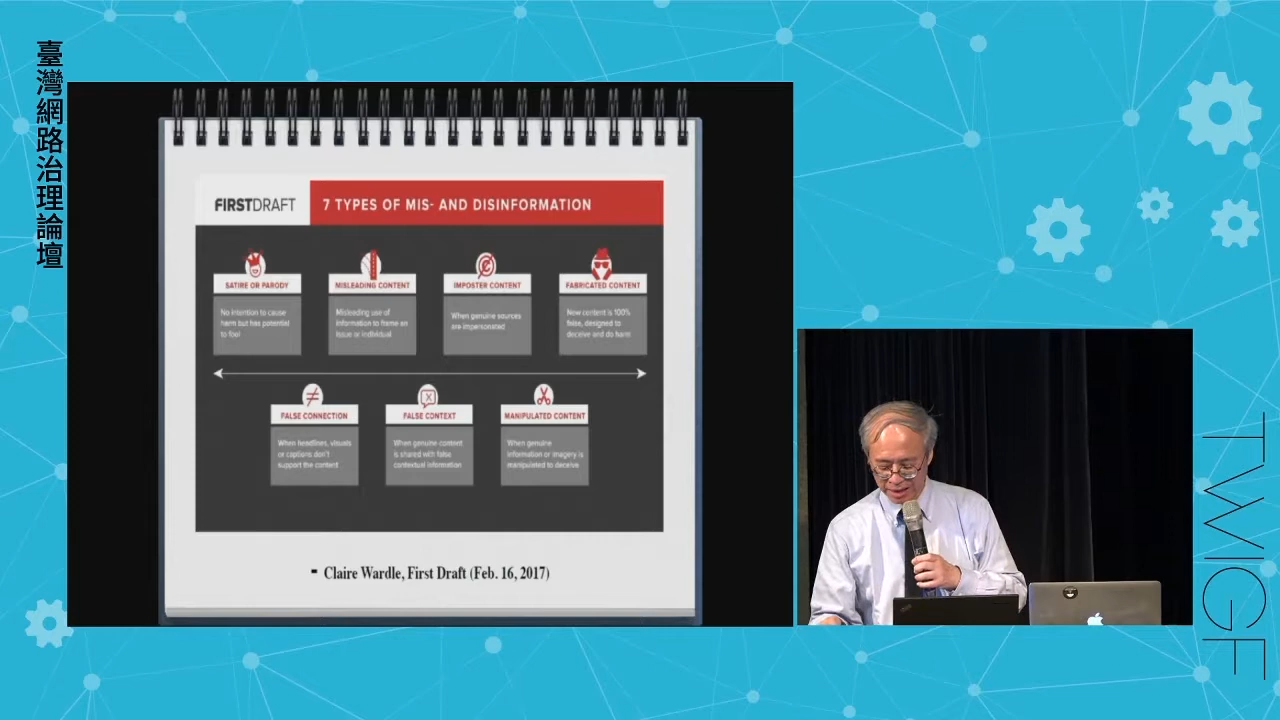 臺灣網路治理論壇
FIRSTDRAFT
7 TYPES OF MIS- AND DISINFORMATION
SATIRE OR PARODY
No intention to cause
harm but has potential
to fool
MISLEADING CONTENT
Misleading use of
information to frame an
issue or individual
IMPOSTER CONTENT
When genuine sources
are impersonated
FABRICATED CONTENT
New content is 100%
false, designed to
deceive and do harm
FALSE CONNECTION
When headlines, visuals
or captions don't
support the content
FALSE CONTEXT
When genuine content
is shared with false
contextual information
MANIPULATED CONTENT
When genuine
information or imagery is
manipulated to deceive
- Claire Wardle, First Draft (Feb. 16, 2017)
TWIGF